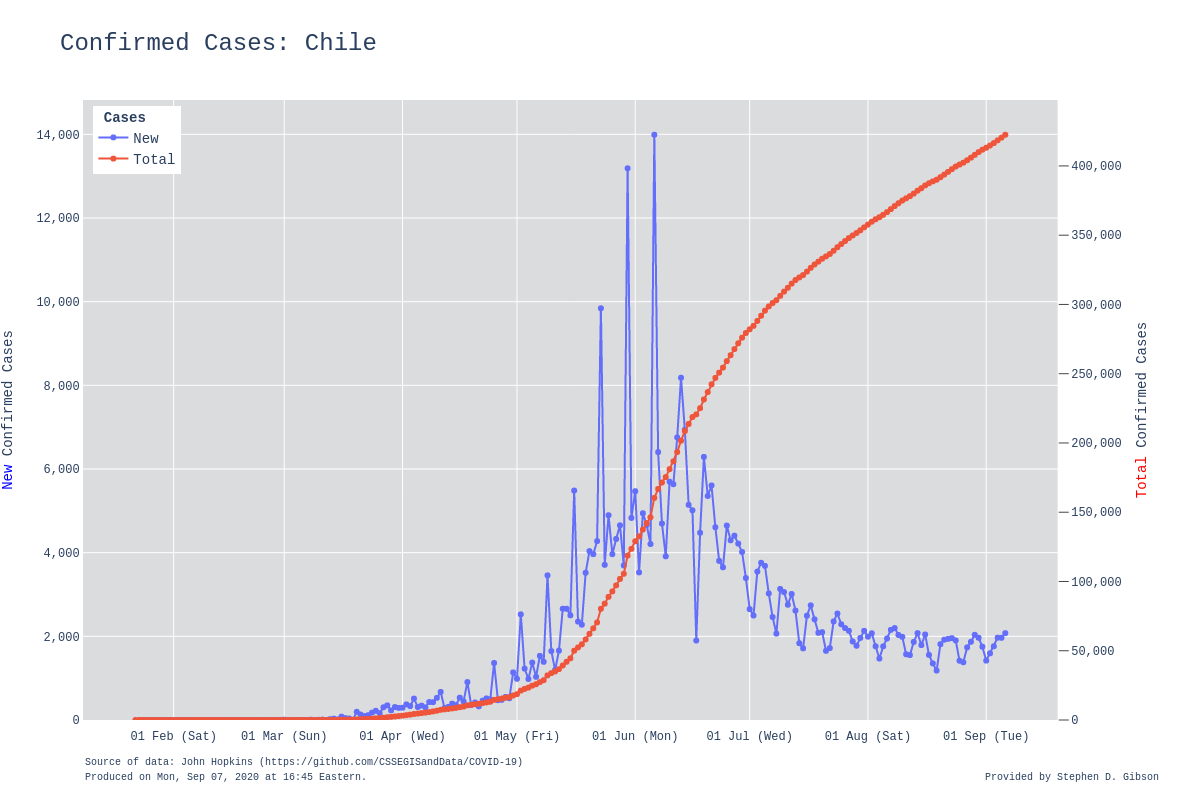 Confirmed Cases: Chile
Cases
New
Total
14,000
12,000
10,000
8,000
6,000
4,000
2,000
0
New Confirmed Cases
400,000
350,000
300,000
250,000
200,000
150,000
100,000
50,000
0
Total Confirmed Cases
01 Feb (Sat) 01 Mar (Sun) 01 Apr (Wed) 01 May (Fri) 01 Jun (Mon) 01 Jul (Wed) 01 Aug (Sat) 01 Sep (Tue)
Source of data: John Hopkins (https://github.com/CSSEGISandData/COVID-19)
Produced on Mon, Sep 07, 2020 at 16:45 Eastern.
Provided by Stephen D. Gibson